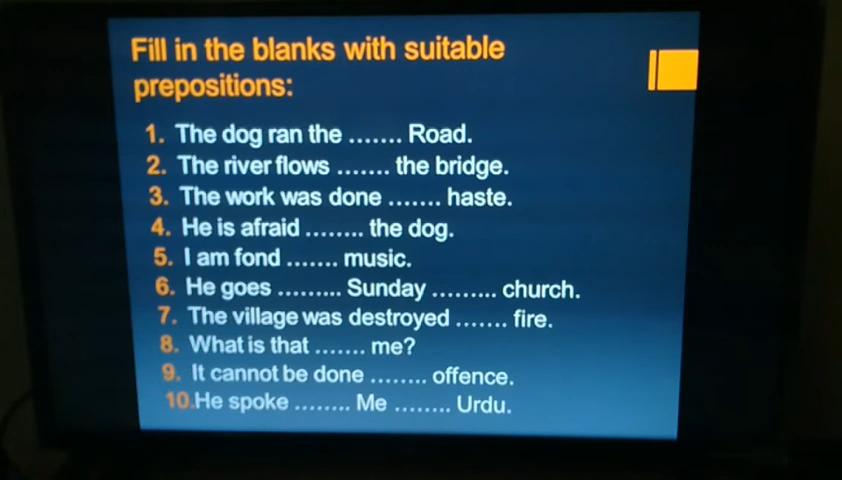 Fill in the blanks with suitable
prepositions:
1. The dog ran the ....... Road.
2. The river flows ....... the bridge.
3. The work was done ....... haste.
4. He is afraid ........ the dog.
5. I am fond ....... music.
6. He goes ......... Sunday ......... church.
7. The village was destroyed ....... fire.
8. What is that ....... me?
9. It cannot be done ........ offence.
10.He spoke ........ Me ........ Urdu.